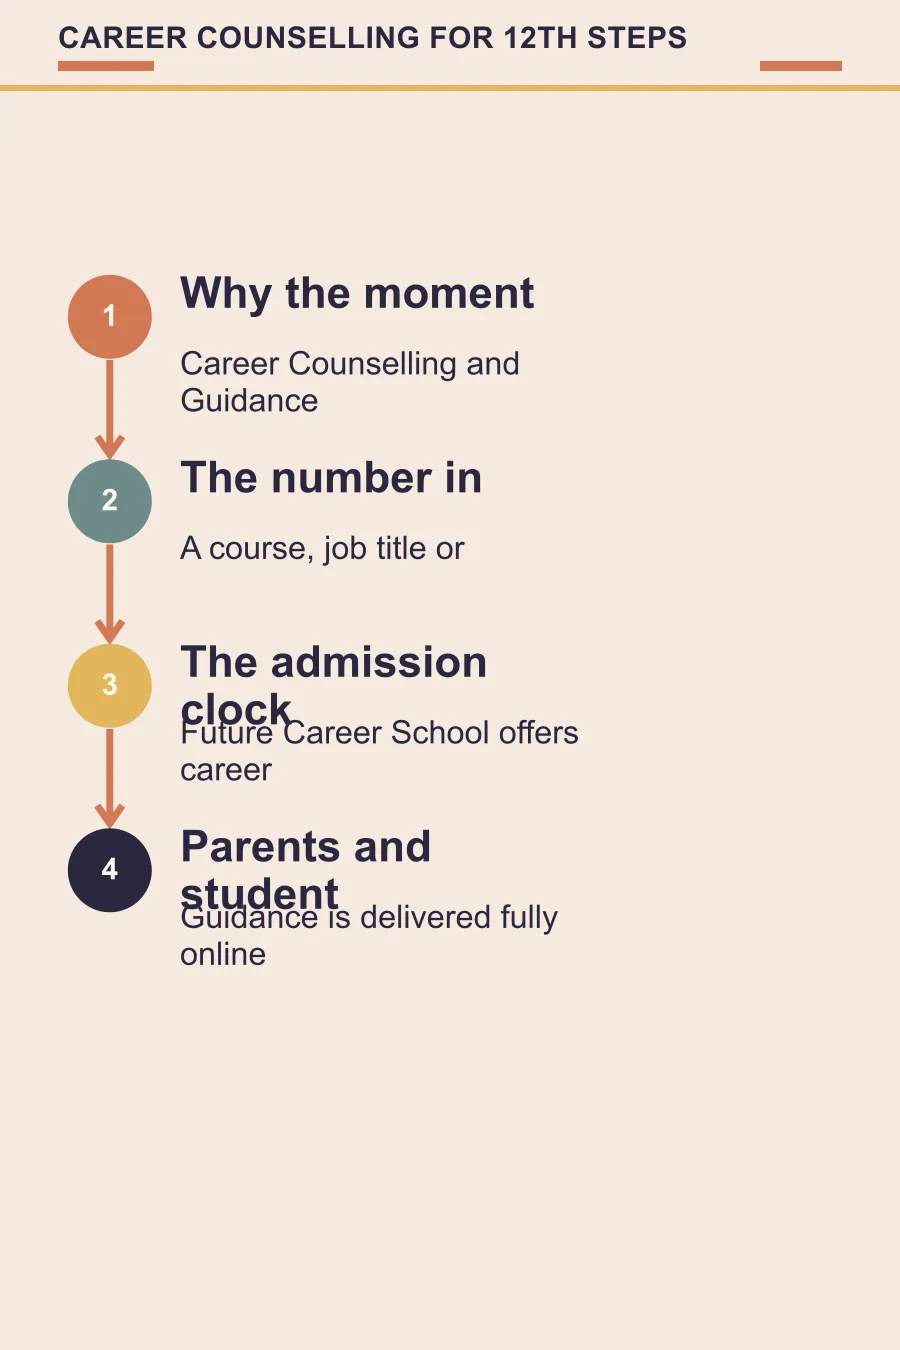 CAREER COUNSELLING FOR 12TH STEPS
1
Why the moment
Career Counselling and
Guidance
2
The number in
A course, job title or
3
The admission
clock
Future Career School offers
career
4
Parents and
student
Guidance is delivered fully
online